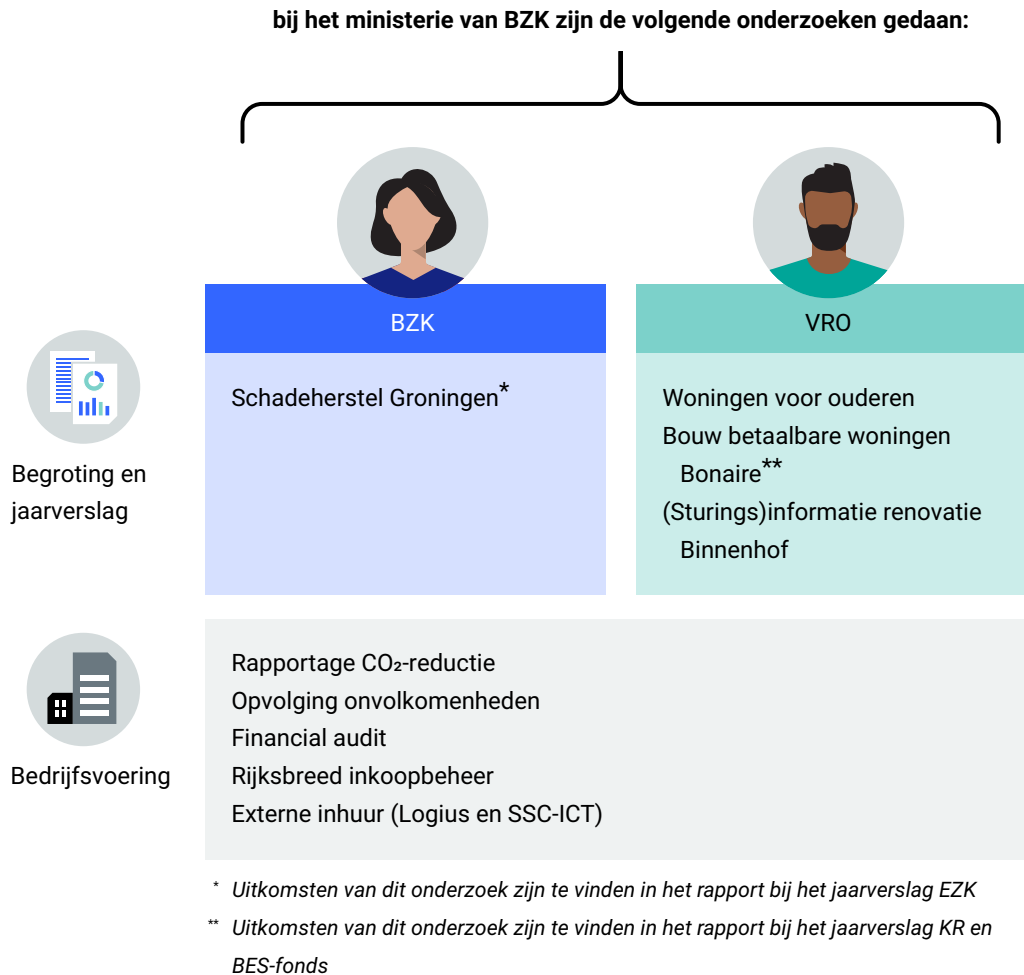 bij het ministerie van BZK zijn de volgende onderzoeken gedaan:
BZK
VRO
Begroting en
jaarverslag
Schadeherstel Groningen*
Woningen voor ouderen
Bouw betaalbare woningen
Bonaire**
(Sturings)informatie renovatie
Binnenhof
Bedrijfsvoering
Rapportage CO₂-reductie
Opvolging onvolkomenheden
Financial audit
Rijksbreed inkoopbeheer
Externe inhuur (Logius en SSC-ICT)
* Uitkomsten van dit onderzoek zijn te vinden in het rapport bij het jaarverslag EZK
** Uitkomsten van dit onderzoek zijn te vinden in het rapport bij het jaarverslag KR en
BES-fonds